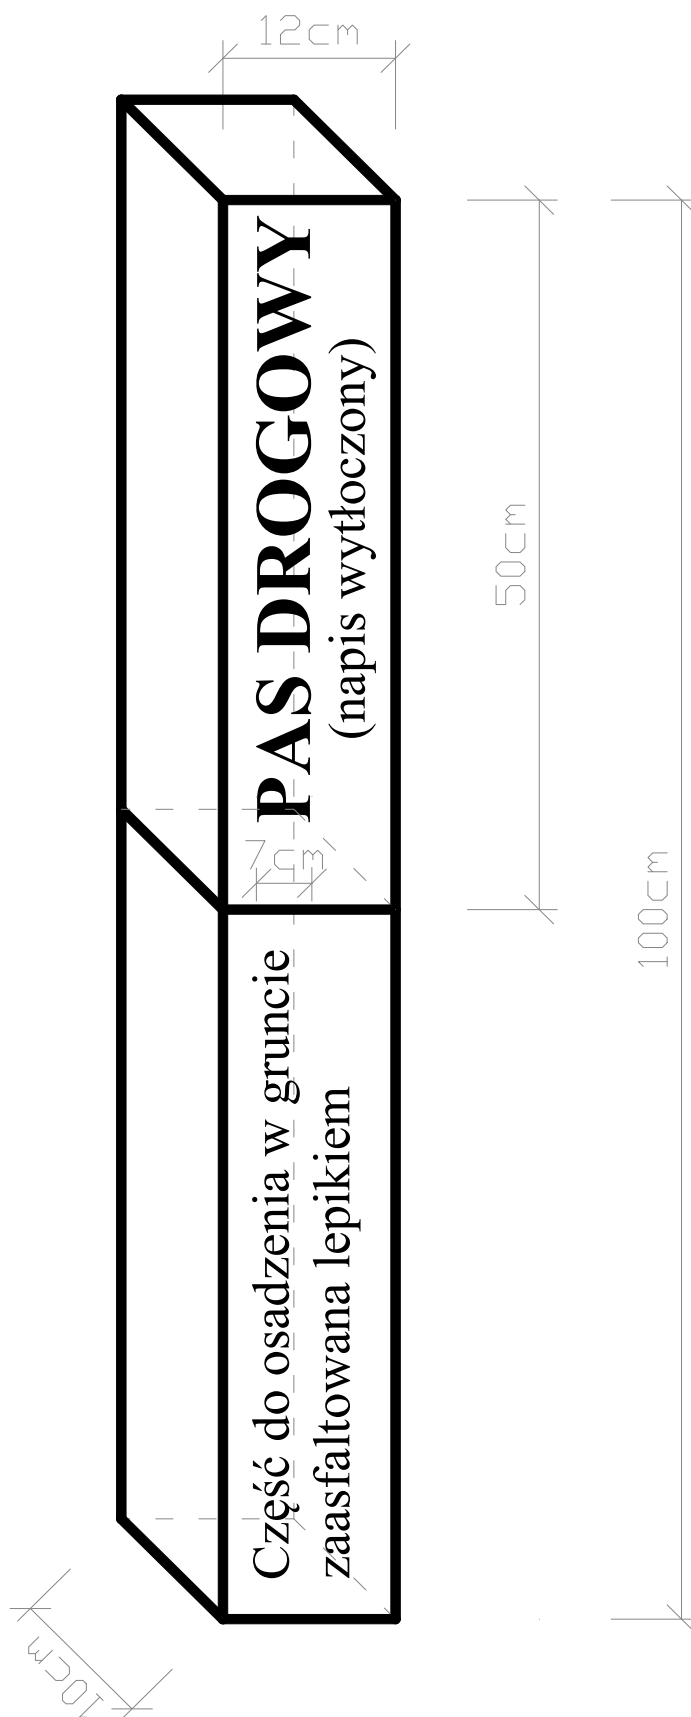 12cm
PAS DROGOWY
(napis wytłoczony)
50cm
100cm
7cm
Część do osadzenia w gruncie
zaasfaltowana lepikiem
10cm